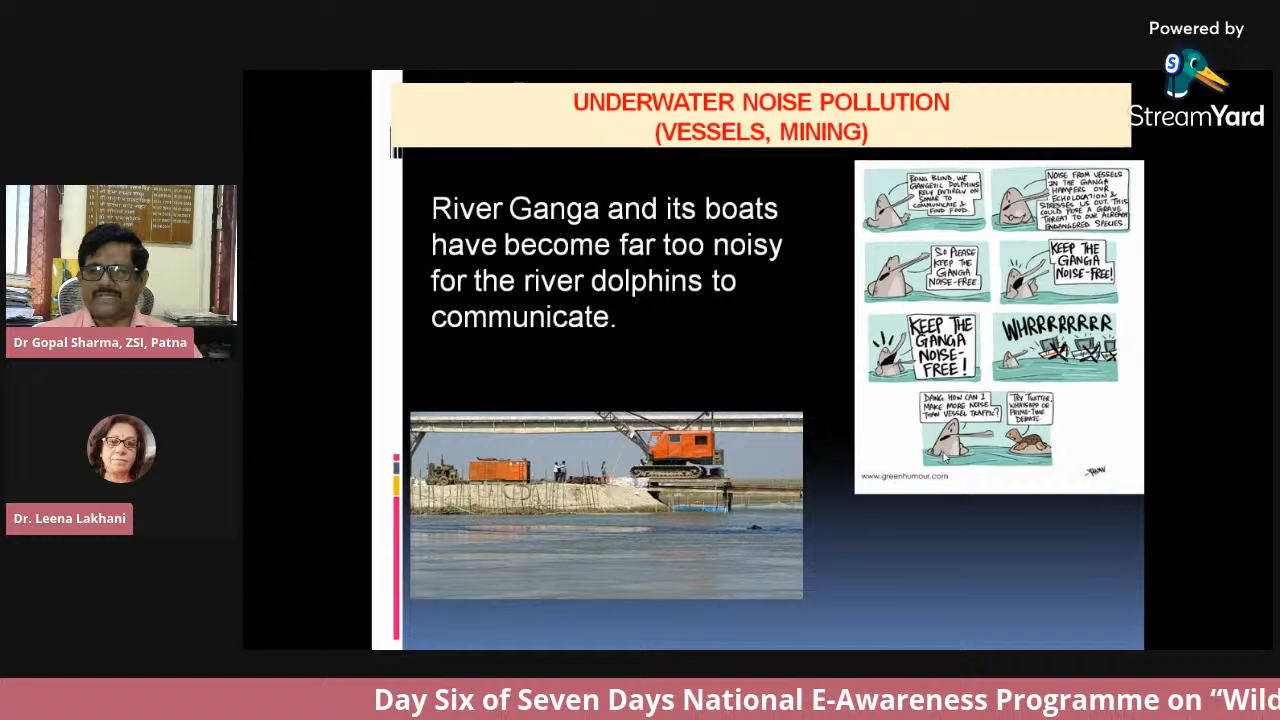 Powered by
StreamYard
UNDERWATER NOISE POLLUTION
(VESSELS, MINING)
River Ganga and its boats
have become far too noisy
for the river dolphins to
communicate.
BEING BLIND, WE
GANGETIC DOLPHINS
RELY ENTIRELY ON
SONAR TO
COMMUNICATE &
FIND FOOD.
NOISE FROM VESSELS
IN THE GANGA
HAMPERS OUR
ECHOLOCATION &
STRESSES US OUT. THIS
COULD POSE A GRAVE
THREAT TO OUR ALREADY
ENDANGERED SPECIES.
SO PLEASE
KEEP THE
GANGA
NOISE-FREE.
KEEP THE
GANGA
NOISE-FREE!
KEEP THE
GANGA
NOISE-
FREE!
WHRRRRRRRR
DANG. HOW CAN I
MAKE MORE NOISE
THAN VESSEL TRAFFIC?
TRY TWITTER,
WHATSAPP OR
PRIME-TIME
DEBATE.
www.greenhumour.com
Dr Gopal Sharma, ZSI, Patna
Dr. Leena Lakhani
Day Six of Seven Days National E-Awareness Programme on “Wild